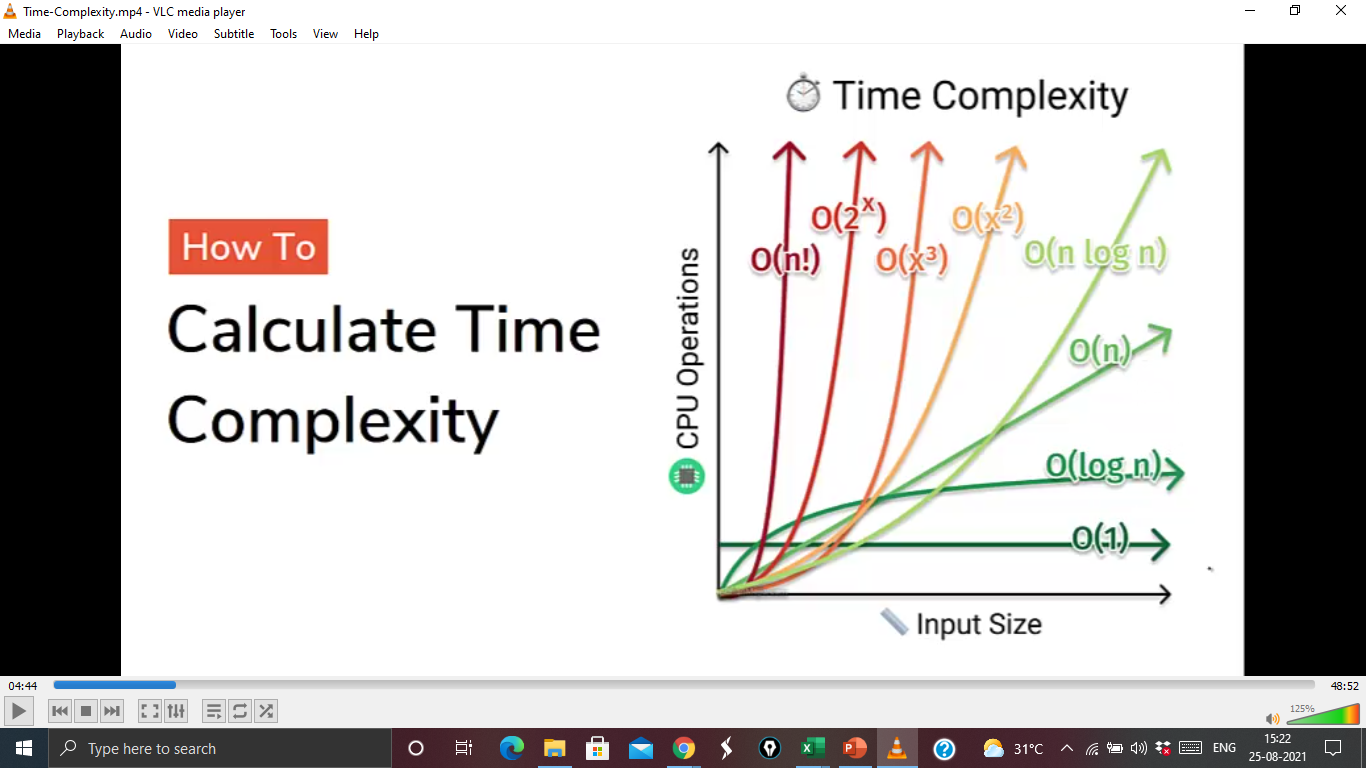 Time-Complexity.mp4 - VLC media player
Media Playback Audio Video Subtitle Tools View Help
Time Complexity
How To
Calculate Time
Complexity
CPU Operations
O(n!)
O(2^x)
O(x³)
O(x²)
O(n log n)
O(n)
O(log n)
O(1)
Input Size
04:44
48:52
125%
Type here to search
31°C
ENG
15:22
25-08-2021